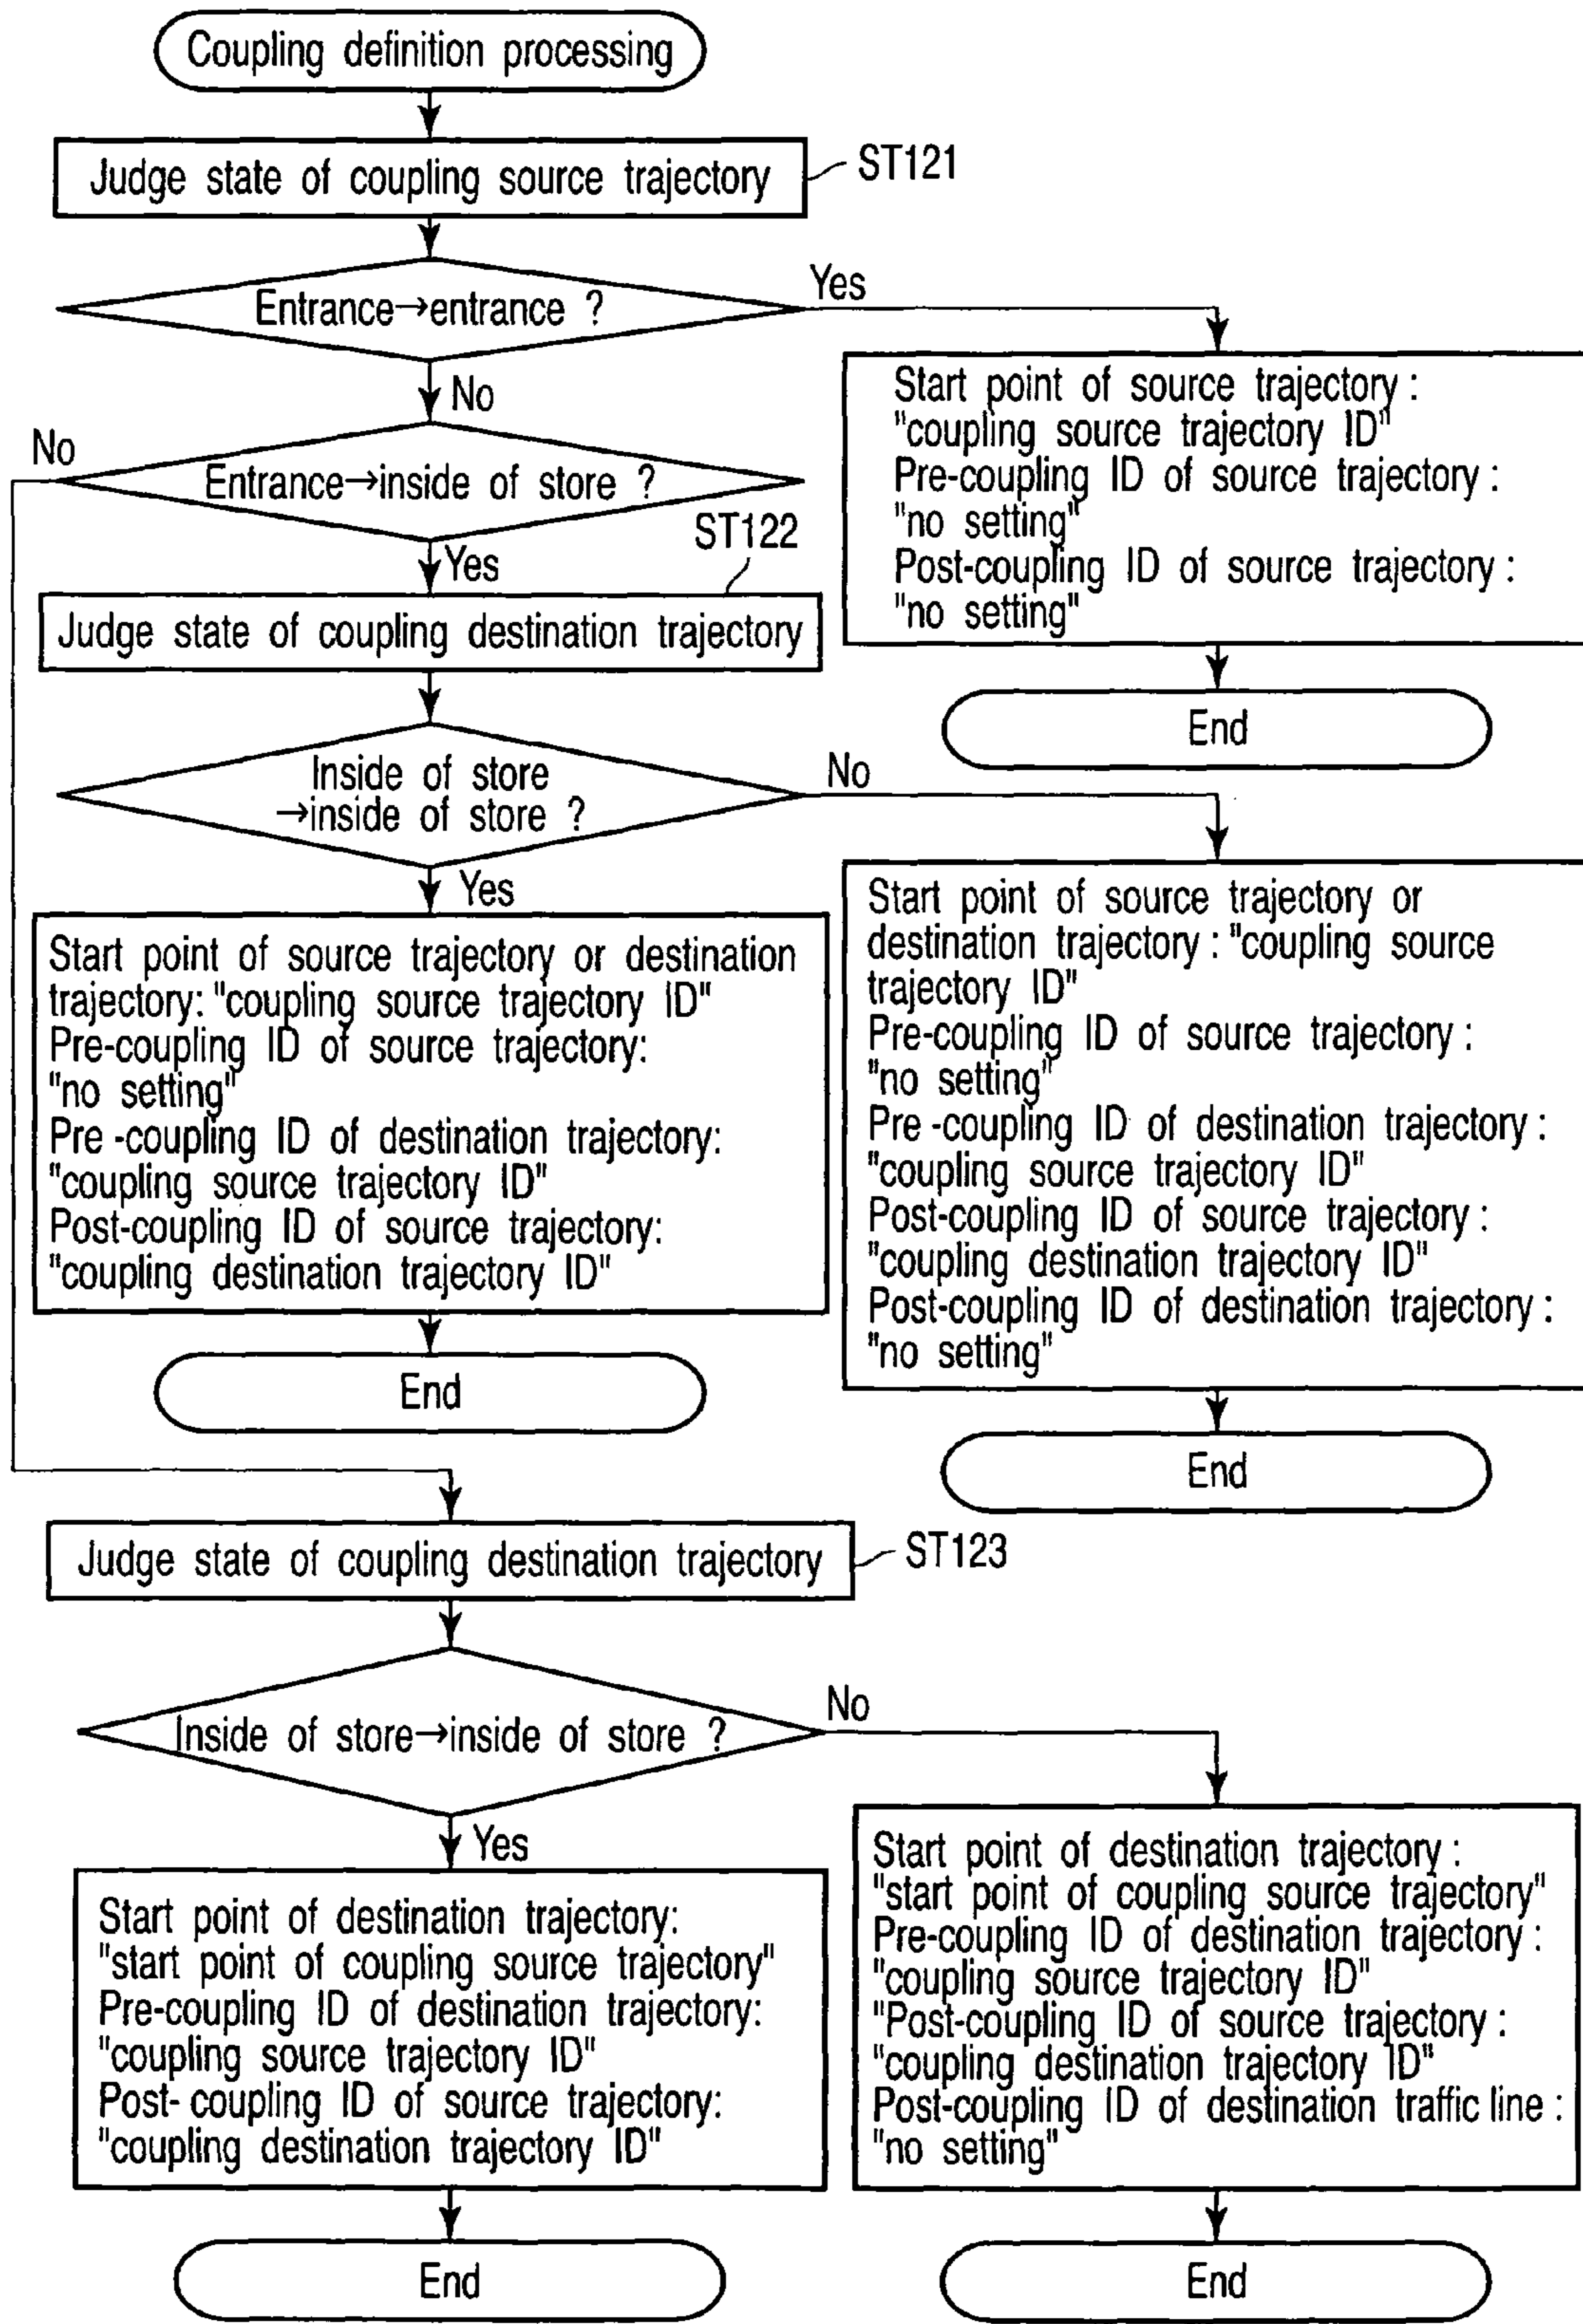 Coupling definition processing
Judge state of coupling source trajectory
ST121
Entrance→entrance ?
Yes
No
Start point of source trajectory :
"coupling source trajectory ID"
Pre-coupling ID of source trajectory :
"no setting"
Post-coupling ID of source trajectory :
"no setting"
End
No
Entrance→inside of store ?
Yes
ST122
Judge state of coupling destination trajectory
Inside of store
→inside of store ?
No
Yes
Start point of source trajectory or destination
trajectory: "coupling source trajectory ID"
Pre-coupling ID of source trajectory:
"no setting"
Pre -coupling ID of destination trajectory:
"coupling source trajectory ID"
Post-coupling ID of source trajectory:
"coupling destination trajectory ID"
End
Start point of source trajectory or
destination trajectory : "coupling source
trajectory ID"
Pre-coupling ID of source trajectory :
"no setting"
Pre -coupling ID of destination trajectory :
"coupling source trajectory ID"
Post-coupling ID of source trajectory :
"coupling destination trajectory ID"
Post-coupling ID of destination trajectory :
"no setting"
End
Judge state of coupling destination trajectory
ST123
Inside of store→inside of store ?
No
Yes
Start point of destination trajectory:
"start point of coupling source trajectory"
Pre-coupling ID of destination trajectory:
"coupling source trajectory ID"
Post- coupling ID of source trajectory:
"coupling destination trajectory ID"
End
Start point of destination trajectory :
"start point of coupling source trajectory"
Pre-coupling ID of destination trajectory :
"coupling source trajectory ID"
"Post-coupling ID of source trajectory :
"coupling destination trajectory ID"
Post-coupling ID of destination traffic line :
"no setting"
End